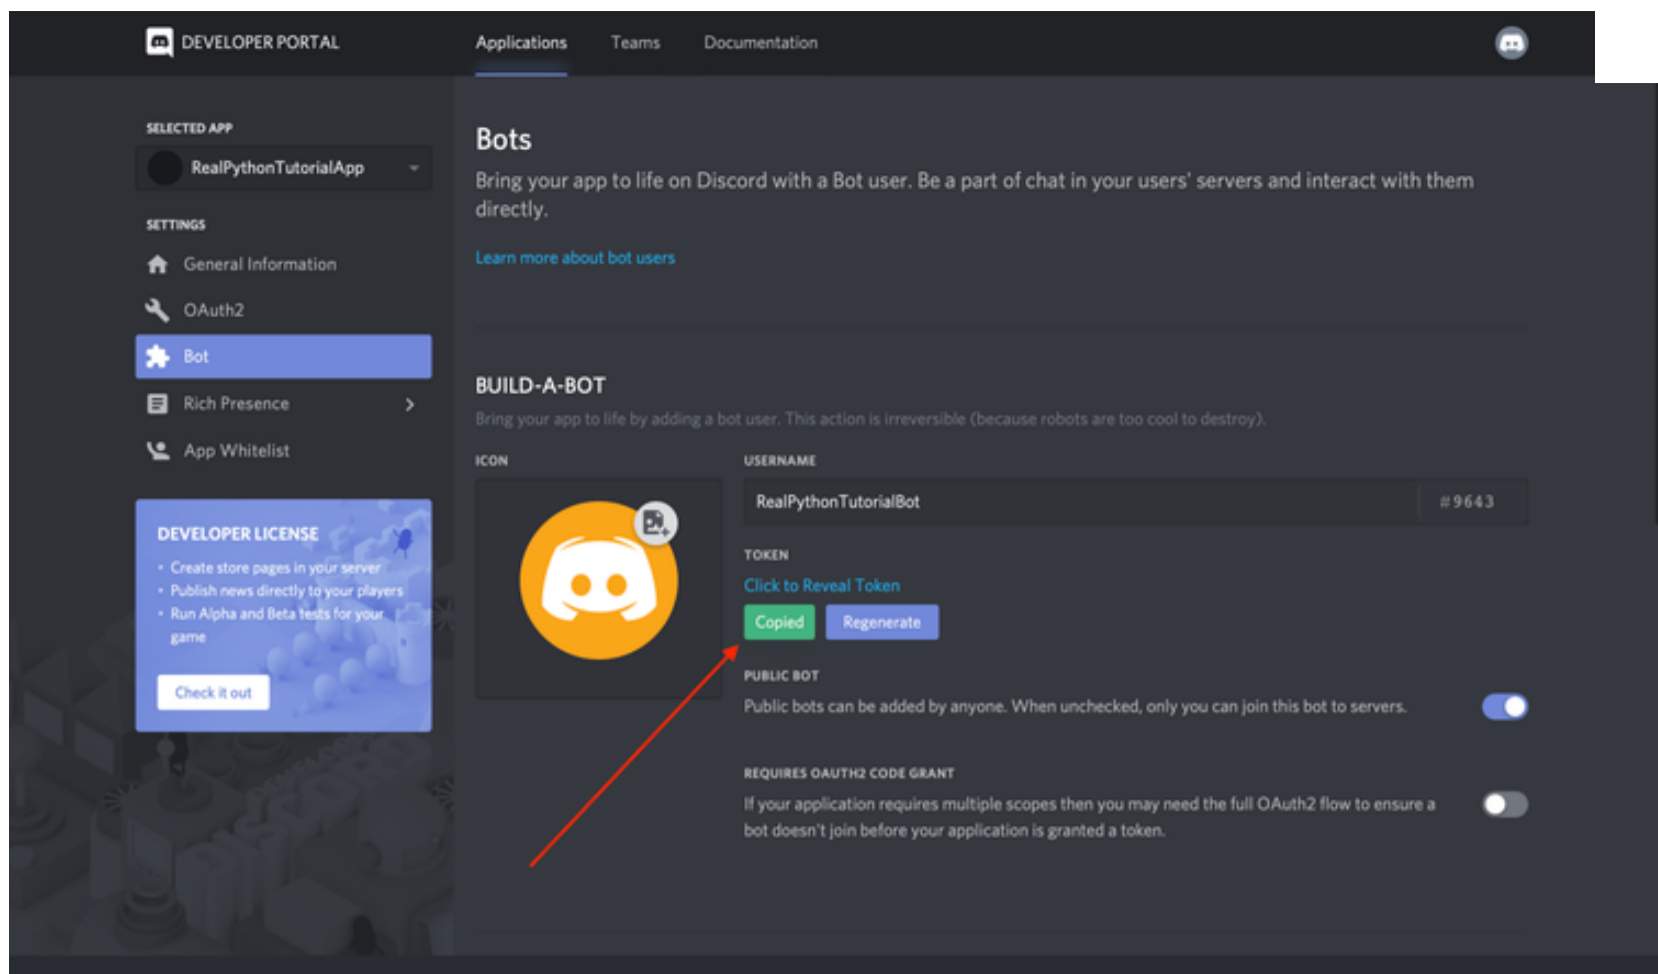 DEVELOPER PORTAL
Applications
Teams
Documentation
SELECTED APP
RealPythonTutorialApp
SETTINGS
General Information
OAuth2
Bot
Rich Presence
App Whitelist
DEVELOPER LICENSE
• Create store pages in your server
• Publish news directly to your players
• Run Alpha and Beta tests for your
game
Check it out
Bots
Bring your app to life on Discord with a Bot user. Be a part of chat in your users' servers and interact with them
directly.
Learn more about bot users
BUILD-A-BOT
Bring your app to life by adding a bot user. This action is irreversible (because robots are too cool to destroy).
ICON
USERNAME
RealPythonTutorialBot
#9643
TOKEN
Click to Reveal Token
Copied
Regenerate
PUBLIC BOT
Public bots can be added by anyone. When unchecked, only you can join this bot to servers.
REQUIRES OAUTH2 CODE GRANT
If your application requires multiple scopes then you may need the full OAuth2 flow to ensure a
bot doesn't join before your application is granted a token.